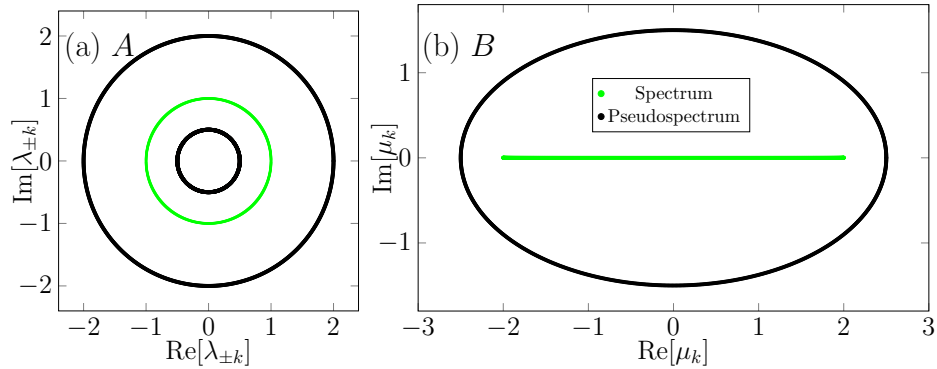 (a) A
2
1
0
−1
−2
Im[λ±k]
−2 −1 0 1 2
Re[λ±k]
(b) B
1
0
−1
Im[μk]
Spectrum
Pseudospectrum
−3 −2 −1 0 1 2 3
Re[μk]